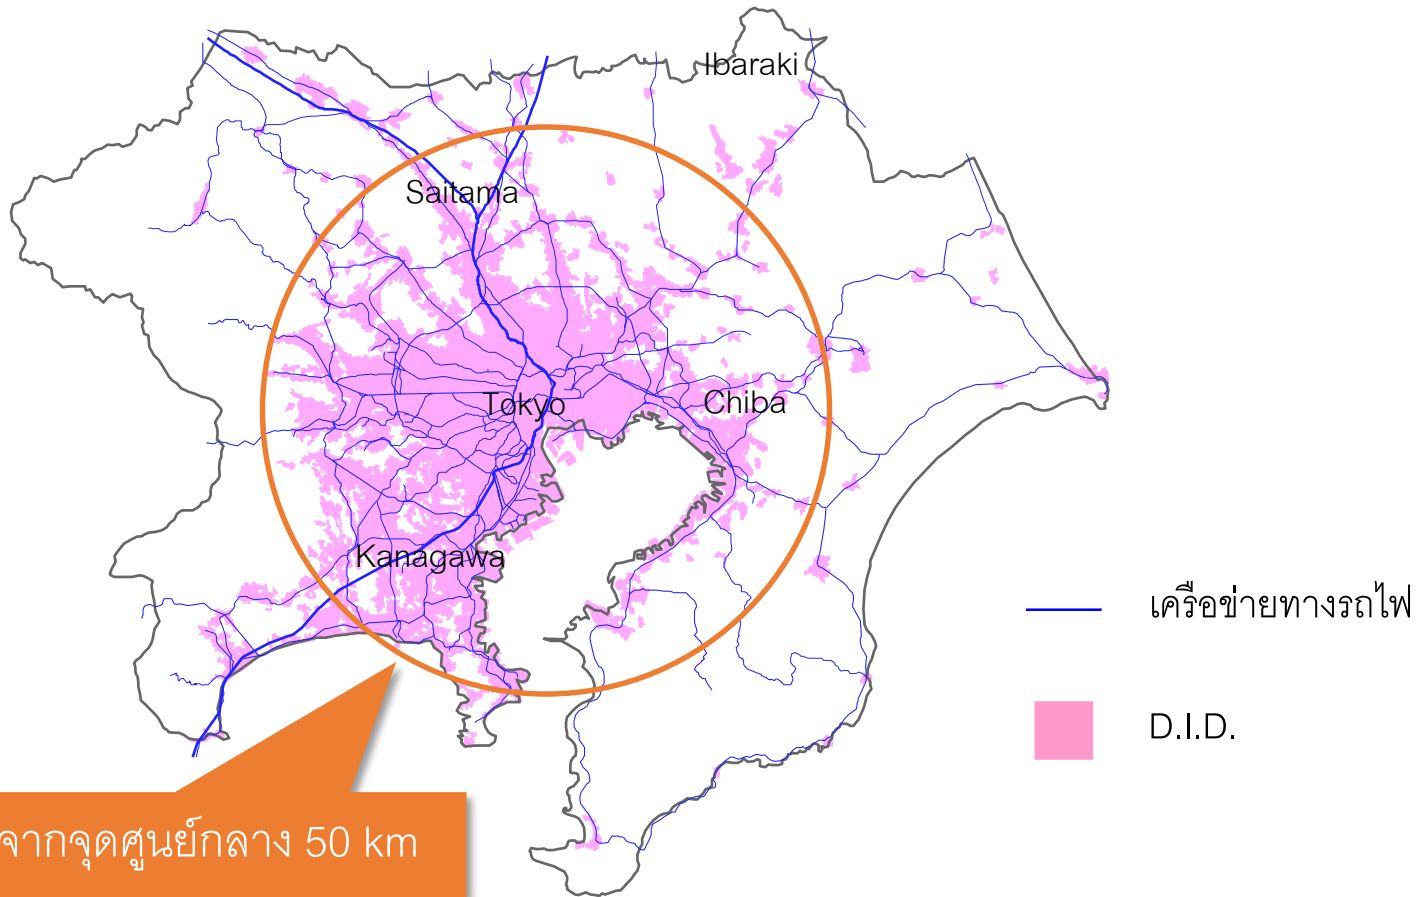 Ibaraki
Saitama
Tokyo
Chiba
Kanagawa
เครือข่ายทางรถไฟ
D.I.D.
จากจุดศูนย์กลาง 50 km